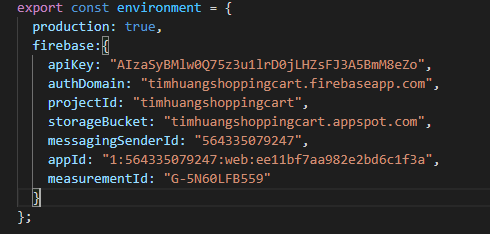 export const environment = {
production: true,
firebase:{
apiKey: "AIzaSyBMlw0Q75z3u1lrD0jLHZsFJ3A5BmM8eZo",
authDomain: "timhuangshoppingcart.firebaseapp.com",
projectId: "timhuangshoppingcart",
storageBucket: "timhuangshoppingcart.appspot.com",
messagingSenderId: "564335079247",
appId: "1:564335079247:web:ee11bf7aa982e2bd6c1f3a",
measurementId: "G-5N60LFB559"
}
};